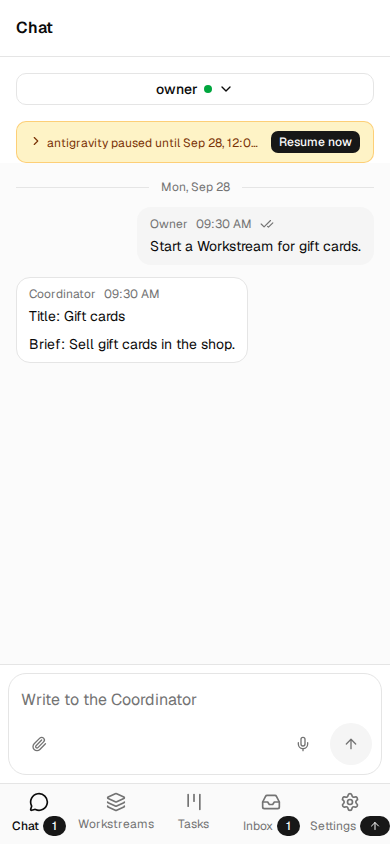 Chat
owner
antigravity paused until Sep 28, 12:0...
Resume now
Mon, Sep 28
Owner 09:30 AM
Start a Workstream for gift cards.
Coordinator 09:30 AM
Title: Gift cards
Brief: Sell gift cards in the shop.
Write to the Coordinator
Chat 1
Workstreams
Tasks
Inbox 1
Settings